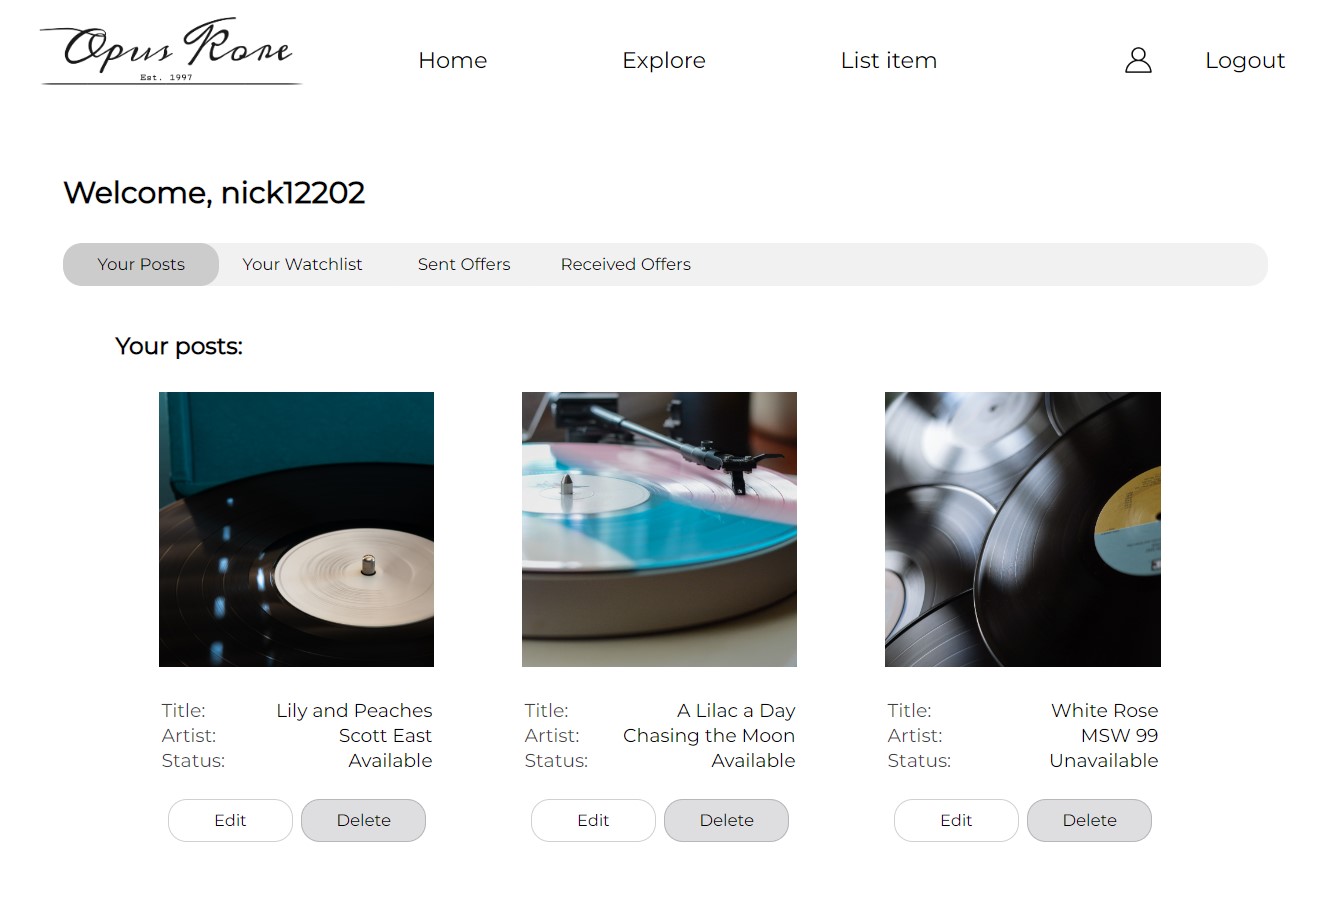 Opus Rore
Est. 1997
Home Explore List item Logout
Welcome, nick12202
Your Posts Your Watchlist Sent Offers Received Offers
Your posts:
Title: Lily and Peaches
Artist: Scott East
Status: Available
Edit Delete
Title: A Lilac a Day
Artist: Chasing the Moon
Status: Available
Edit Delete
Title: White Rose
Artist: MSW 99
Status: Unavailable
Edit Delete